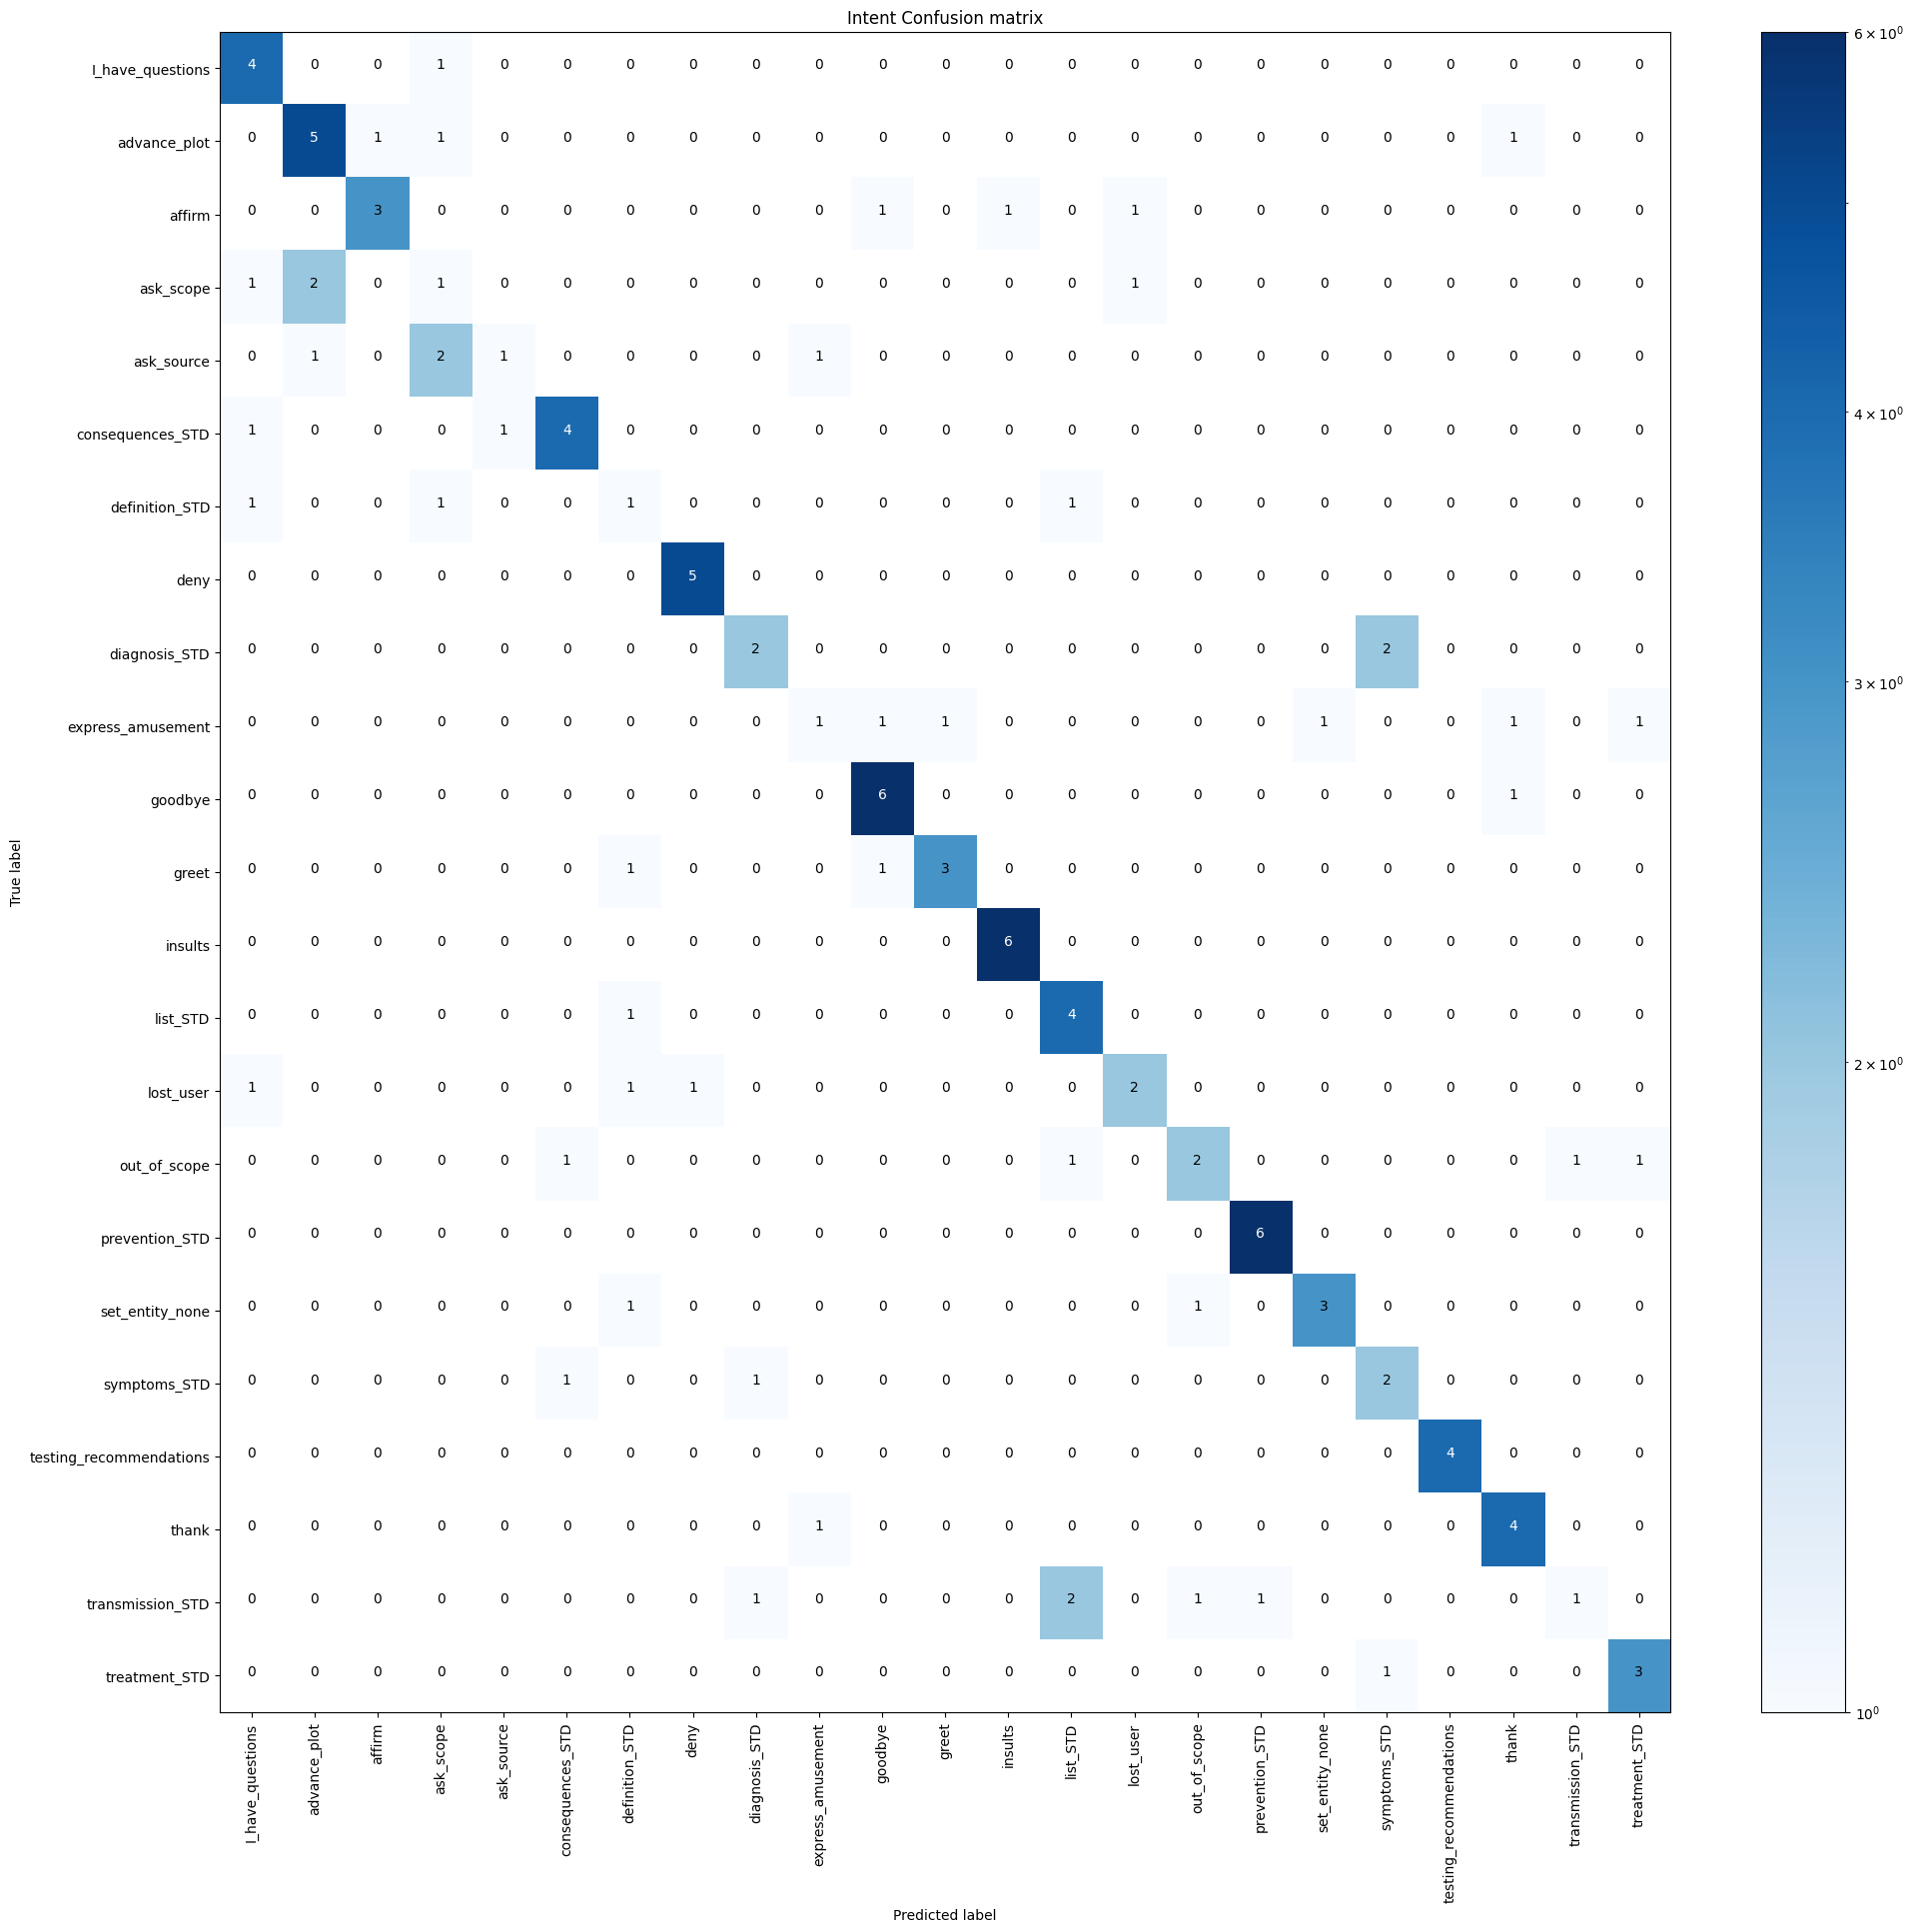 Intent Confusion matrix
I_have_questions 4 0 0 1 0 0 0 0 0 0 0 0 0 0 0 0 0 0 0 0 0 0 0
advance_plot 0 5 1 1 0 0 0 0 0 0 0 0 0 0 0 0 0 0 0 0 1 0 0
affirm 0 0 3 0 0 0 0 0 0 0 1 0 1 0 1 0 0 0 0 0 0 0 0
ask_scope 1 2 0 1 0 0 0 0 0 0 0 0 0 0 1 0 0 0 0 0 0 0 0
ask_source 0 1 0 2 1 0 0 0 0 1 0 0 0 0 0 0 0 0 0 0 0 0 0
consequences_STD 1 0 0 0 1 4 0 0 0 0 0 0 0 0 0 0 0 0 0 0 0 0 0
definition_STD 1 0 0 1 0 0 1 0 0 0 0 0 0 1 0 0 0 0 0 0 0 0 0
deny 0 0 0 0 0 0 0 5 0 0 0 0 0 0 0 0 0 0 0 0 0 0 0
diagnosis_STD 0 0 0 0 0 0 0 0 2 0 0 0 0 0 0 0 0 0 2 0 0 0 0
express_amusement 0 0 0 0 0 0 0 0 0 1 1 1 0 0 0 0 0 1 0 0 1 0 1
goodbye 0 0 0 0 0 0 0 0 0 0 6 0 0 0 0 0 0 0 0 0 1 0 0
greet 0 0 0 0 0 0 1 0 0 0 1 3 0 0 0 0 0 0 0 0 0 0 0
insults 0 0 0 0 0 0 0 0 0 0 0 0 6 0 0 0 0 0 0 0 0 0 0
list_STD 0 0 0 0 0 0 1 0 0 0 0 0 0 4 0 0 0 0 0 0 0 0 0
lost_user 1 0 0 0 0 0 1 1 0 0 0 0 0 0 2 0 0 0 0 0 0 0 0
out_of_scope 0 0 0 0 0 1 0 0 0 0 0 0 0 1 0 2 0 0 0 0 0 1 1
prevention_STD 0 0 0 0 0 0 0 0 0 0 0 0 0 0 0 0 6 0 0 0 0 0 0
set_entity_none 0 0 0 0 0 0 1 0 0 0 0 0 0 0 0 1 0 3 0 0 0 0 0
symptoms_STD 0 0 0 0 0 1 0 0 1 0 0 0 0 0 0 0 0 0 2 0 0 0 0
testing_recommendations 0 0 0 0 0 0 0 0 0 0 0 0 0 0 0 0 0 0 0 4 0 0 0
thank 0 0 0 0 0 0 0 0 0 1 0 0 0 0 0 0 0 0 0 0 4 0 0
transmission_STD 0 0 0 0 0 0 0 0 1 0 0 0 0 2 0 1 1 0 0 0 0 1 0
treatment_STD 0 0 0 0 0 0 0 0 0 0 0 0 0 0 0 0 0 0 1 0 0 0 3
True label
I_have_questions
advance_plot
affirm
ask_scope
ask_source
consequences_STD
definition_STD
deny
diagnosis_STD
express_amusement
goodbye
greet
insults
list_STD
lost_user
out_of_scope
prevention_STD
set_entity_none
symptoms_STD
testing_recommendations
thank
transmission_STD
treatment_STD
Predicted label
6 × 10⁰
4 × 10⁰
3 × 10⁰
2 × 10⁰
10⁰